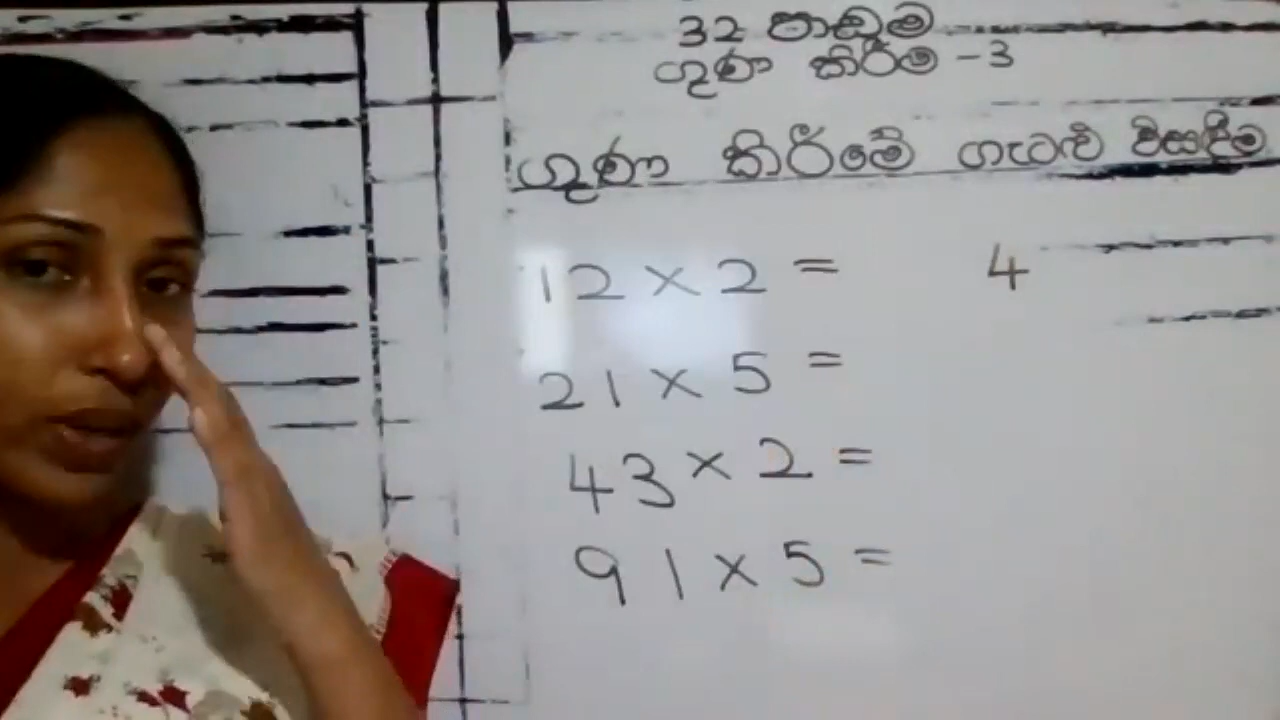 32 පාඩම
ගුණ කිරීම - 3
ගුණ කිරීමේ ගැටළු විසඳීම
12 × 2 = 4
21 × 5 =
43 × 2 =
91 × 5 =